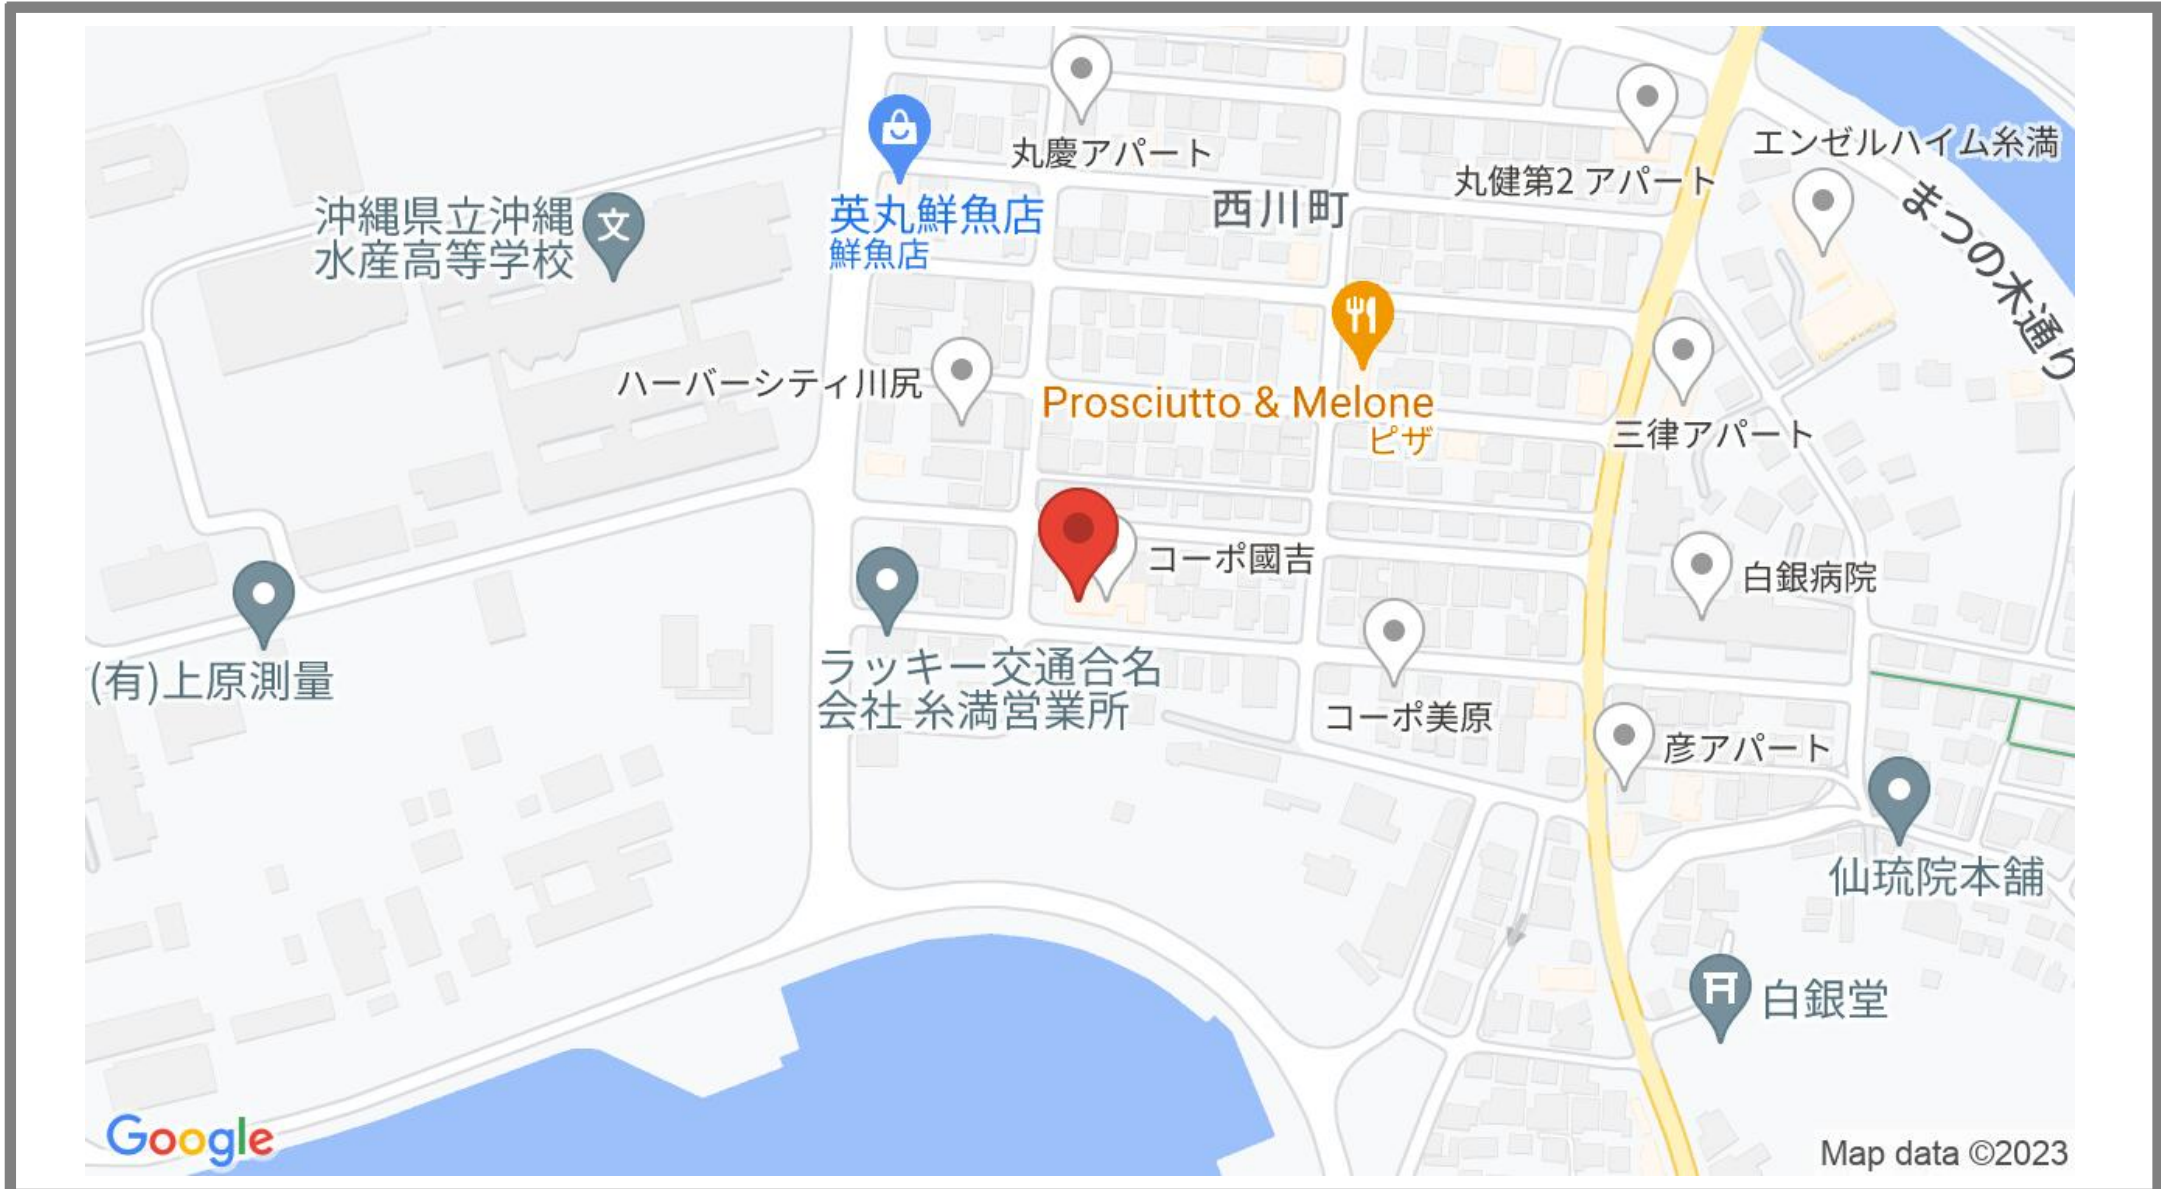 丸慶アパート
丸健第2 アパート
エンゼルハイム糸満
まつの木通り
沖縄県立沖縄
水産高等学校
文
英丸鮮魚店
鮮魚店
西川町
ハーバーシティ川尻
Prosciutto & Melone
ピザ
三律アパート
コーポ國吉
白銀病院
(有)上原測量
ラッキー交通合名
会社 糸満営業所
コーポ美原
彦アパート
仙琉院本舗
白銀堂
Google
Map data ©2023